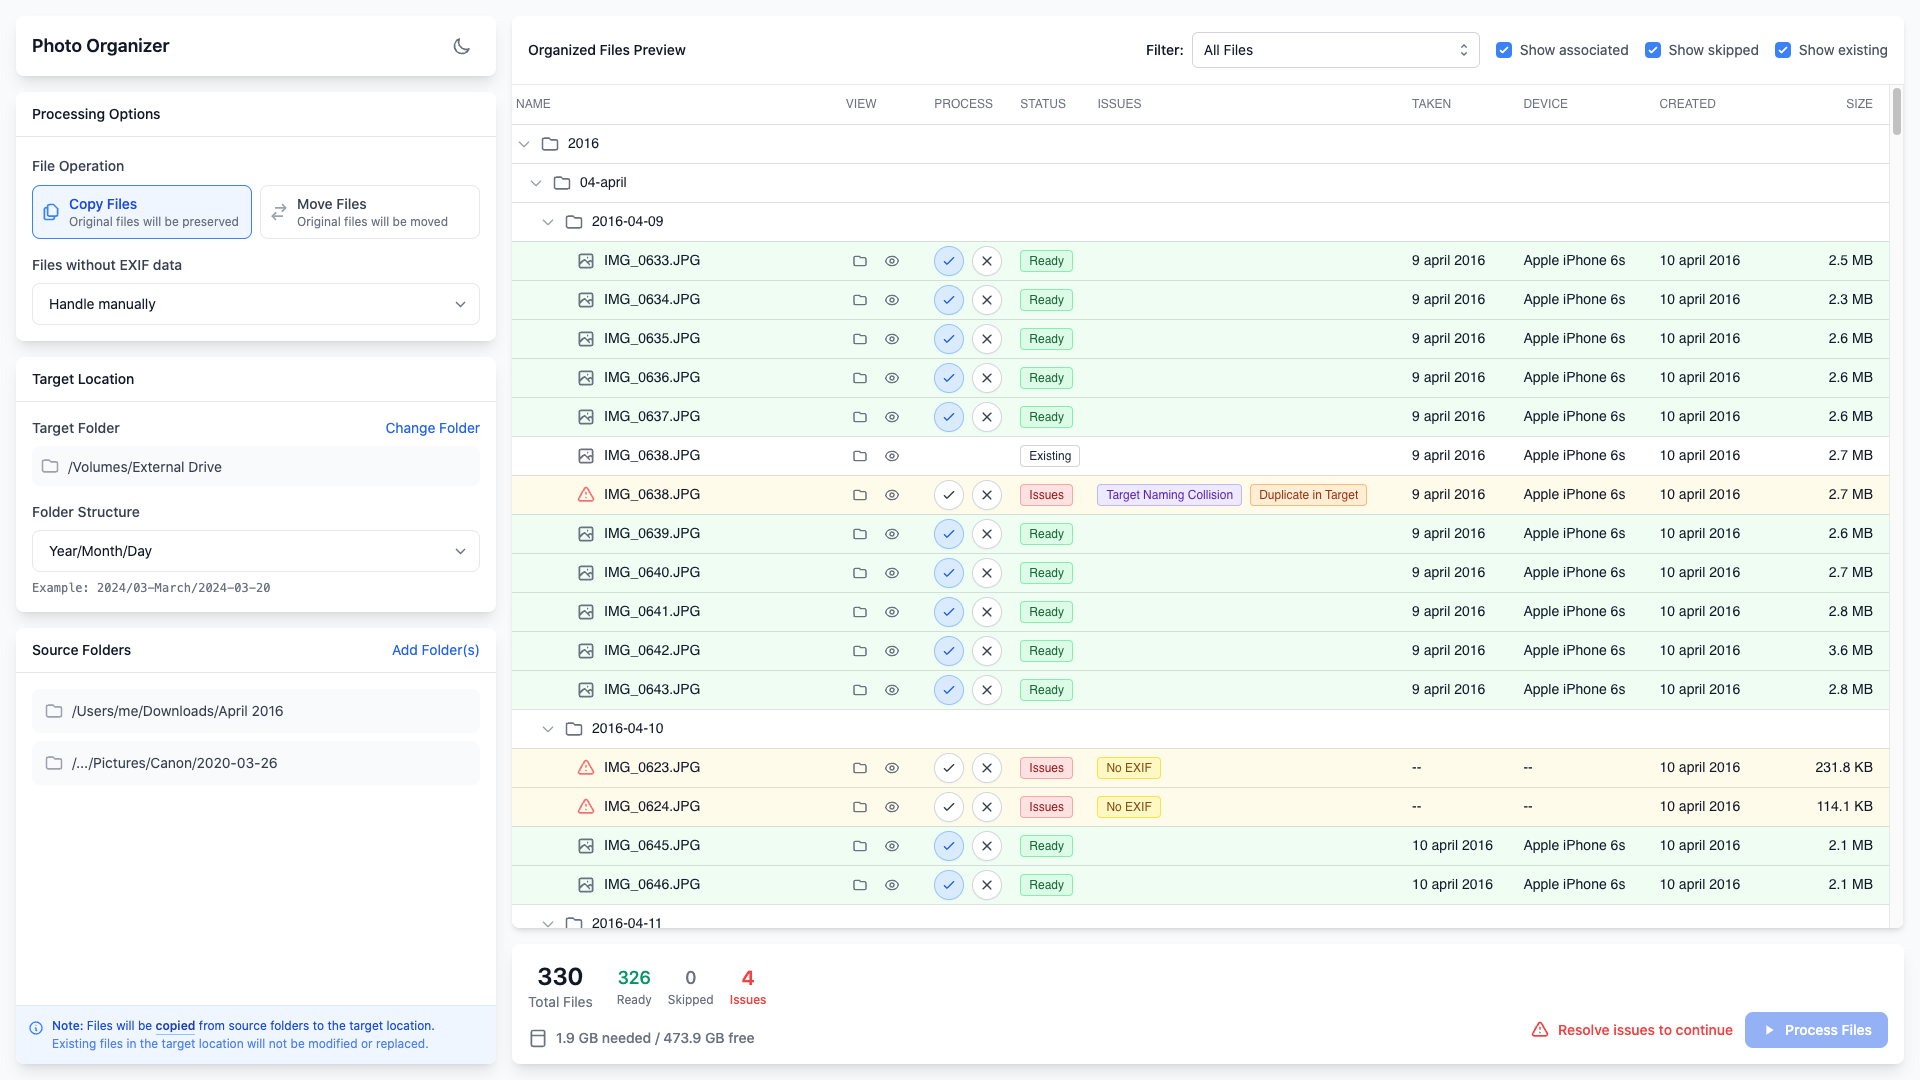 Photo Organizer
Processing Options
File Operation
Copy Files
Original files will be preserved
Move Files
Original files will be moved
Files without EXIF data
Handle manually
Target Location
Target Folder Change Folder
/Volumes/External Drive
Folder Structure
Year/Month/Day
Example: 2024/03-March/2024-03-20
Source Folders Add Folder(s)
/Users/me/Downloads/April 2016
/.../Pictures/Canon/2020-03-26
Note: Files will be copied from source folders to the target location.
Existing files in the target location will not be modified or replaced.
Organized Files Preview Filter: All Files Show associated Show skipped Show existing
NAME VIEW PROCESS STATUS ISSUES TAKEN DEVICE CREATED SIZE
2016
04-april
2016-04-09
IMG_0633.JPG Ready 9 april 2016 Apple iPhone 6s 10 april 2016 2.5 MB
IMG_0634.JPG Ready 9 april 2016 Apple iPhone 6s 10 april 2016 2.3 MB
IMG_0635.JPG Ready 9 april 2016 Apple iPhone 6s 10 april 2016 2.6 MB
IMG_0636.JPG Ready 9 april 2016 Apple iPhone 6s 10 april 2016 2.6 MB
IMG_0637.JPG Ready 9 april 2016 Apple iPhone 6s 10 april 2016 2.6 MB
IMG_0638.JPG Existing 9 april 2016 Apple iPhone 6s 10 april 2016 2.7 MB
IMG_0638.JPG Issues Target Naming Collision Duplicate in Target 9 april 2016 Apple iPhone 6s 10 april 2016 2.7 MB
IMG_0639.JPG Ready 9 april 2016 Apple iPhone 6s 10 april 2016 2.6 MB
IMG_0640.JPG Ready 9 april 2016 Apple iPhone 6s 10 april 2016 2.7 MB
IMG_0641.JPG Ready 9 april 2016 Apple iPhone 6s 10 april 2016 2.8 MB
IMG_0642.JPG Ready 9 april 2016 Apple iPhone 6s 10 april 2016 3.6 MB
IMG_0643.JPG Ready 9 april 2016 Apple iPhone 6s 10 april 2016 2.8 MB
2016-04-10
IMG_0623.JPG Issues No EXIF -- -- 10 april 2016 231.8 KB
IMG_0624.JPG Issues No EXIF -- -- 10 april 2016 114.1 KB
IMG_0645.JPG Ready 10 april 2016 Apple iPhone 6s 10 april 2016 2.1 MB
IMG_0646.JPG Ready 10 april 2016 Apple iPhone 6s 10 april 2016 2.1 MB
2016-04-11
330 326 0 4
Total Files Ready Skipped Issues
1.9 GB needed / 473.9 GB free
Resolve issues to continue Process Files